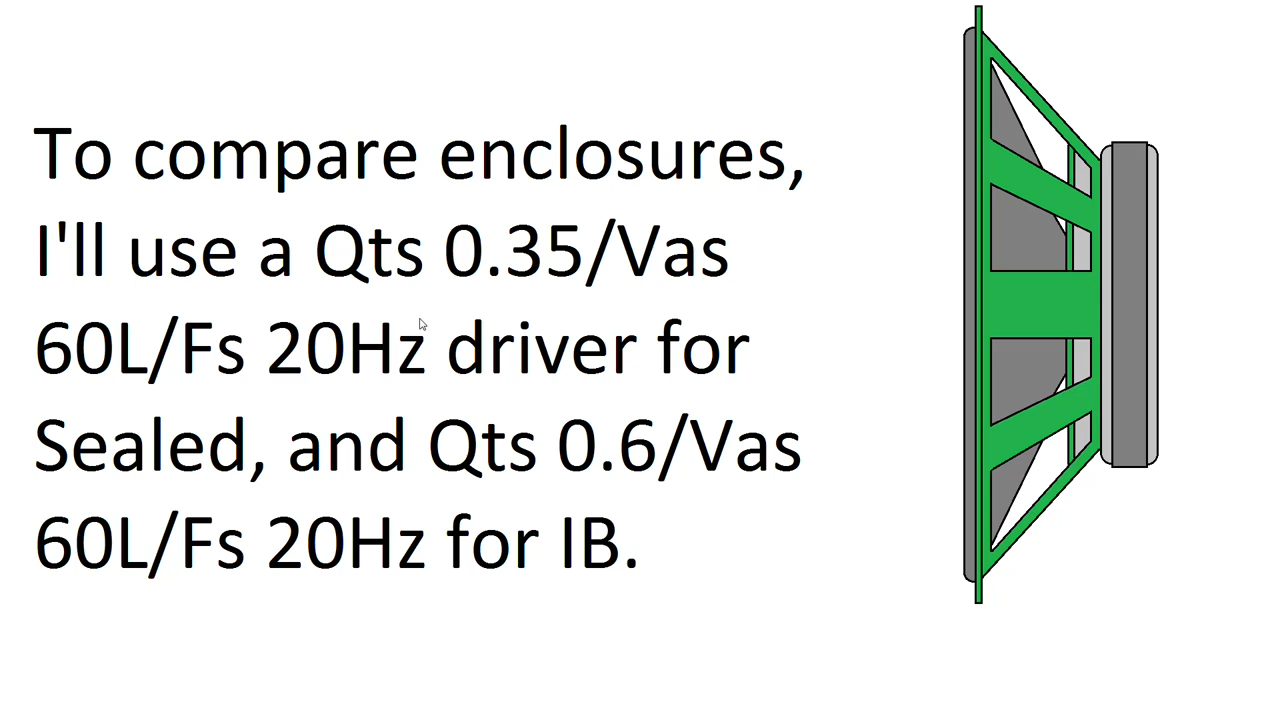 To compare enclosures,
I'll use a Qts 0.35/Vas
60L/Fs 20Hz driver for
Sealed, and Qts 0.6/Vas
60L/Fs 20Hz for IB.